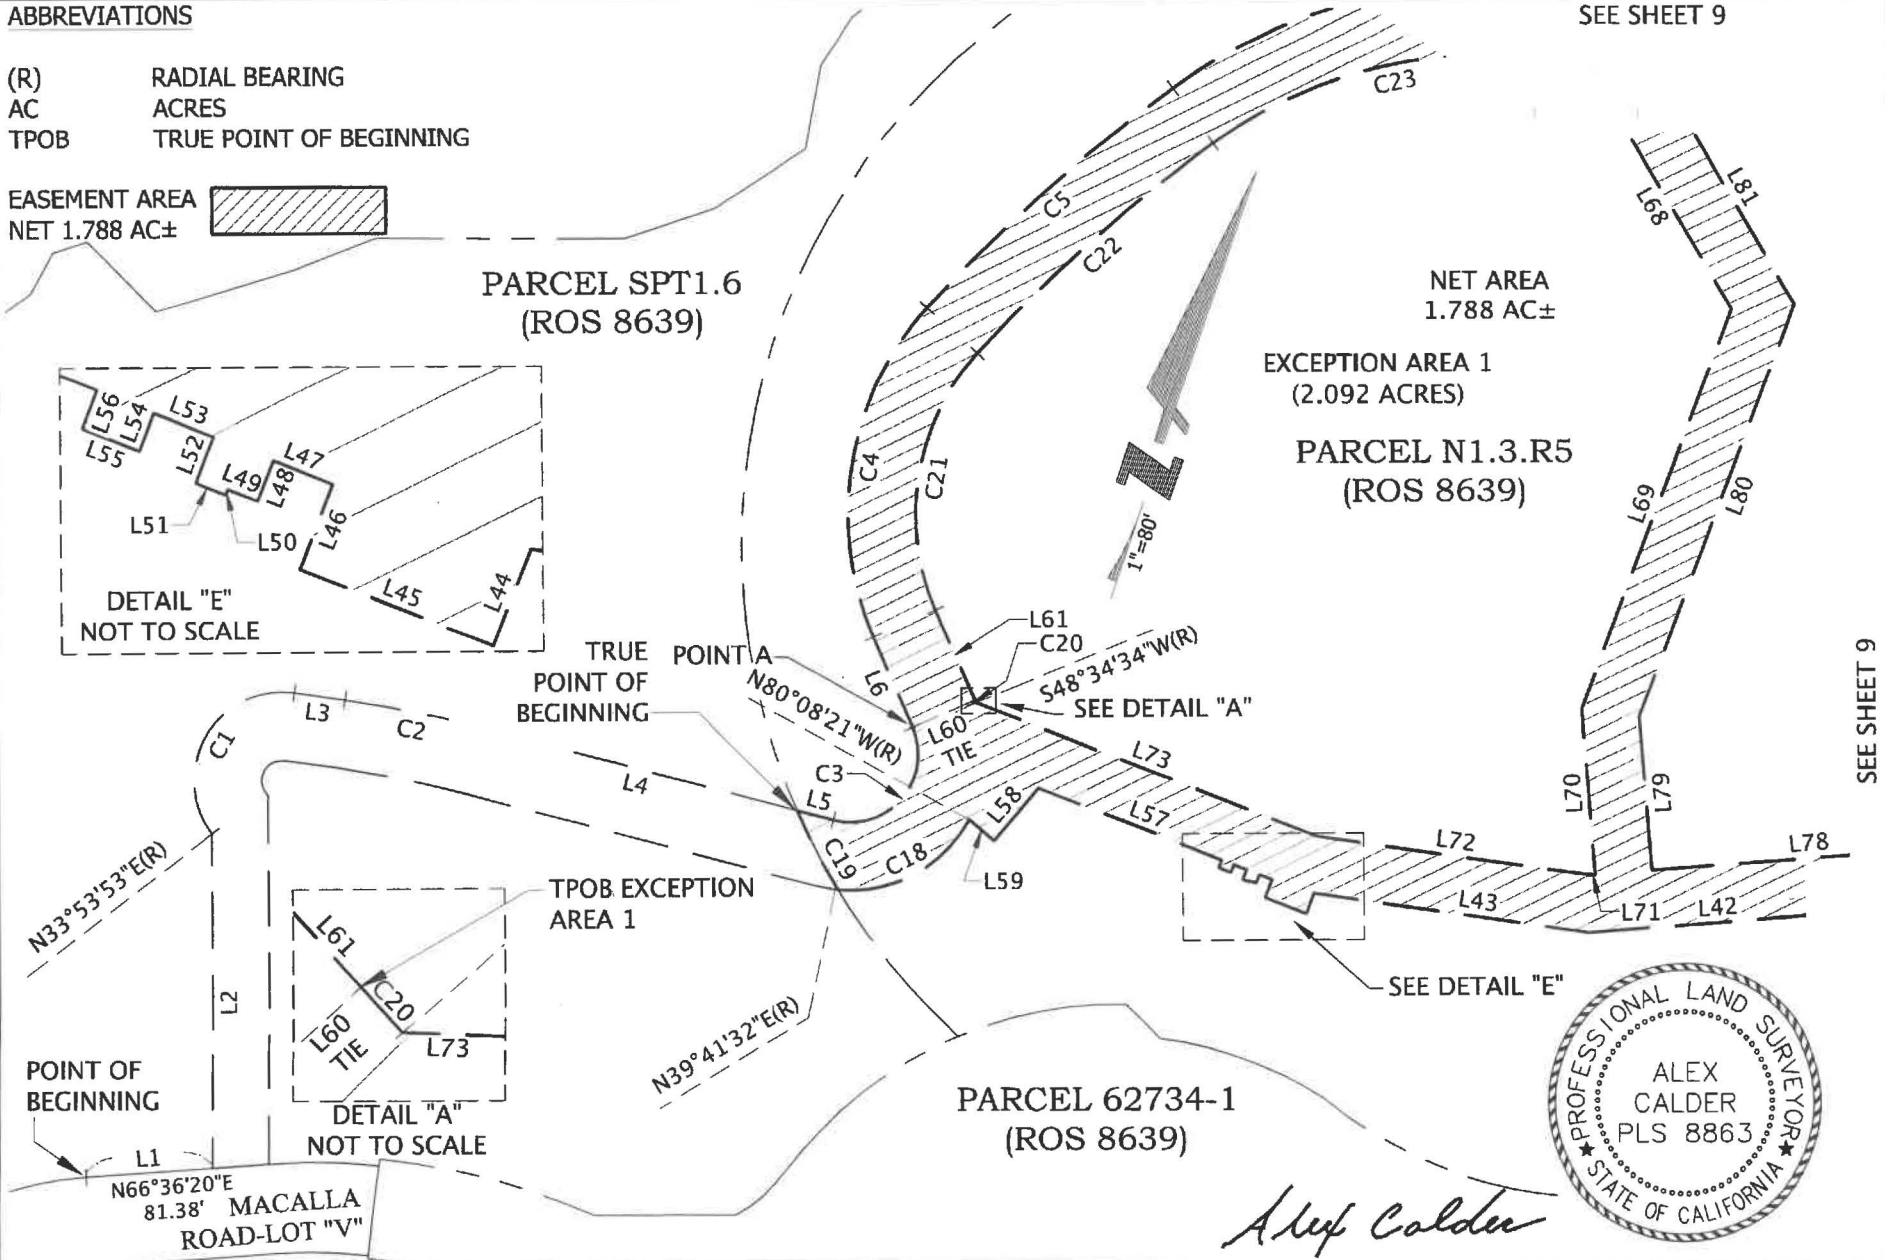 ABBREVIATIONS
(R) RADIAL BEARING
AC ACRES
TPOB TRUE POINT OF BEGINNING
EASEMENT AREA
NET 1.788 AC±
SEE SHEET 9
C23
C5
C22
L81
L68
PARCEL SPT1.6
(ROS 8639)
NET AREA
1.788 AC±
EXCEPTION AREA 1
(2.092 ACRES)
PARCEL N1.3.R5
(ROS 8639)
L56
L54
L53
L55
L52
L47
L49
L48
L51
L50
L46
L45
L44
DETAIL "E"
NOT TO SCALE
C4
C21
N
1"=80'
L69
L80
L61
C20
S48°34'34"W(R)
TRUE
POINT OF
BEGINNING
POINT A
L6
N80°08'21"W(R)
SEE DETAIL "A"
L60
TIE
L73
SEE SHEET 9
L3
C2
C1
L4
C3
L5
L58
L57
L70
L79
L72
L78
C19
C18
L59
L43
L71
L42
N33°53'53"E(R)
TPOB EXCEPTION
AREA 1
L61
C20
L60
TIE
L73
DETAIL "A"
NOT TO SCALE
L2
SEE DETAIL "E"
N39°41'32"E(R)
POINT OF
BEGINNING
L1
N66°36'20"E
81.38'
MACALLA
ROAD-LOT "V"
PARCEL 62734-1
(ROS 8639)
PROFESSIONAL LAND SURVEYOR
ALEX
CALDER
PLS 8863
STATE OF CALIFORNIA
Alex Calder